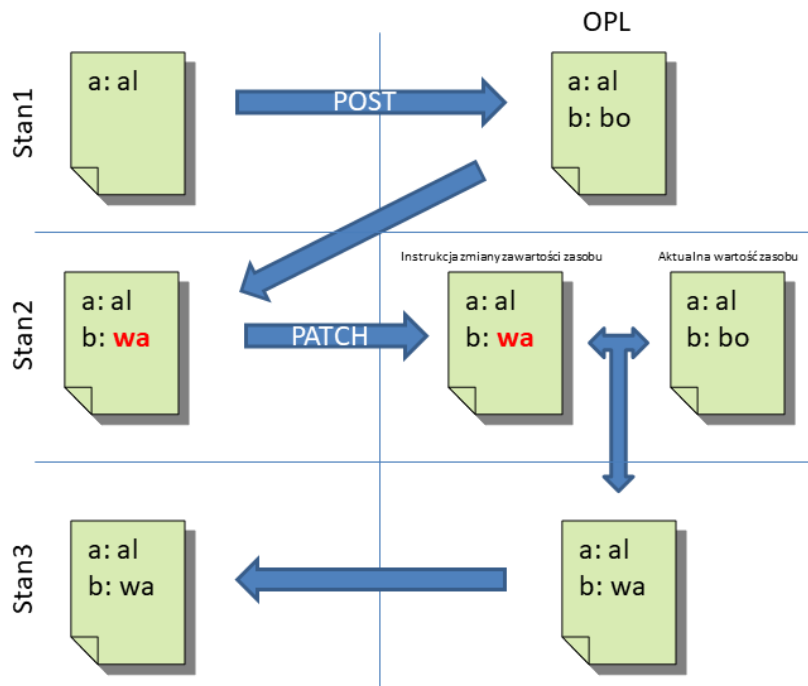 OPL
Stan1
a: al
POST
a: al
b: bo
Stan2
Instrukcja zmiany zawartości zasobu
Aktualna wartość zasobu
a: al
b: wa
PATCH
a: al
b: wa
a: al
b: bo
Stan3
a: al
b: wa
a: al
b: wa